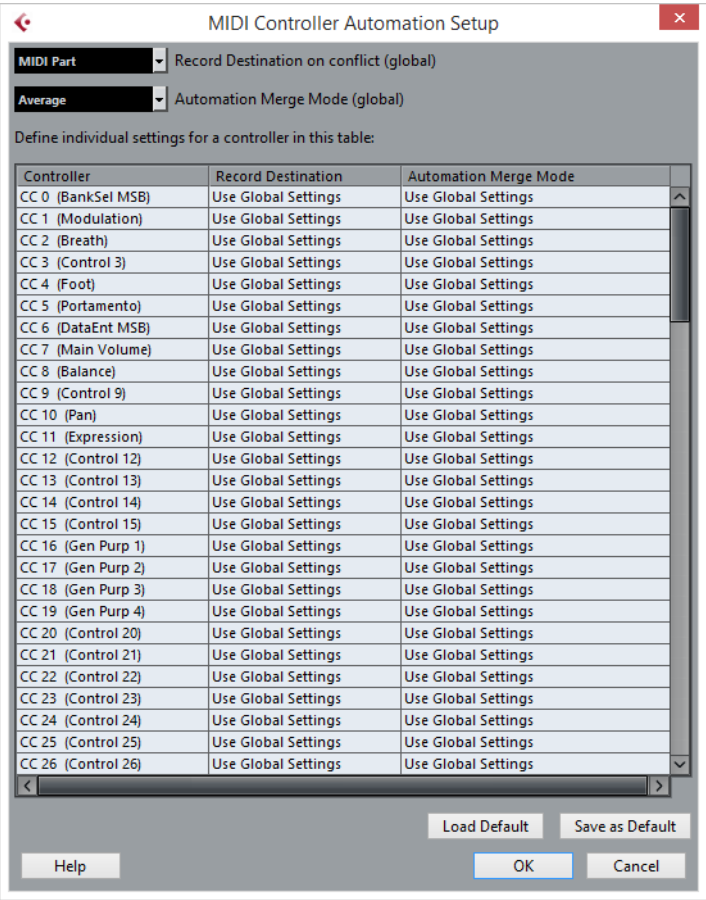 MIDI Controller Automation Setup
MIDI Part Record Destination on conflict (global)
Average Automation Merge Mode (global)
Define individual settings for a controller in this table:
Controller Record Destination Automation Merge Mode
CC 0 (BankSel MSB) Use Global Settings Use Global Settings
CC 1 (Modulation) Use Global Settings Use Global Settings
CC 2 (Breath) Use Global Settings Use Global Settings
CC 3 (Control 3) Use Global Settings Use Global Settings
CC 4 (Foot) Use Global Settings Use Global Settings
CC 5 (Portamento) Use Global Settings Use Global Settings
CC 6 (DataEnt MSB) Use Global Settings Use Global Settings
CC 7 (Main Volume) Use Global Settings Use Global Settings
CC 8 (Balance) Use Global Settings Use Global Settings
CC 9 (Control 9) Use Global Settings Use Global Settings
CC 10 (Pan) Use Global Settings Use Global Settings
CC 11 (Expression) Use Global Settings Use Global Settings
CC 12 (Control 12) Use Global Settings Use Global Settings
CC 13 (Control 13) Use Global Settings Use Global Settings
CC 14 (Control 14) Use Global Settings Use Global Settings
CC 15 (Control 15) Use Global Settings Use Global Settings
CC 16 (Gen Purp 1) Use Global Settings Use Global Settings
CC 17 (Gen Purp 2) Use Global Settings Use Global Settings
CC 18 (Gen Purp 3) Use Global Settings Use Global Settings
CC 19 (Gen Purp 4) Use Global Settings Use Global Settings
CC 20 (Control 20) Use Global Settings Use Global Settings
CC 21 (Control 21) Use Global Settings Use Global Settings
CC 22 (Control 22) Use Global Settings Use Global Settings
CC 23 (Control 23) Use Global Settings Use Global Settings
CC 24 (Control 24) Use Global Settings Use Global Settings
CC 25 (Control 25) Use Global Settings Use Global Settings
CC 26 (Control 26) Use Global Settings Use Global Settings
Load Default Save as Default
Help OK Cancel